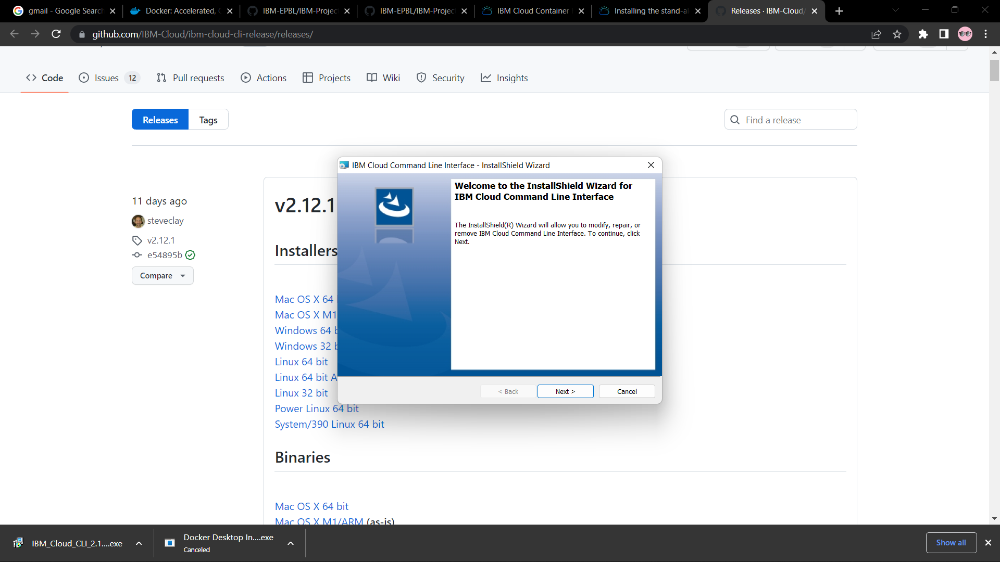 gmail - Google Search
Docker: Accelerated,
IBM-EPBL/IBM-Project
IBM-EPBL/IBM-Project
IBM Cloud Container
Installing the stand-al
Releases · IBM-Cloud/
github.com/IBM-Cloud/ibm-cloud-cli-release/releases/
Code
Issues 12
Pull requests
Actions
Projects
Wiki
Security
Insights
Releases
Tags
Find a release
11 days ago
steveclay
v2.12.1
e54895b
Compare
v2.12.1
Installers
Mac OS X 64
Mac OS X M1
Windows 64 b
Windows 32 b
Linux 64 bit
Linux 64 bit A
Linux 32 bit
Power Linux 64 bit
System/390 Linux 64 bit
Binaries
Mac OS X 64 bit
Mac OS X M1/ARM (as-is)
IBM Cloud Command Line Interface - InstallShield Wizard
Welcome to the InstallShield Wizard for
IBM Cloud Command Line Interface
The InstallShield(R) Wizard will allow you to modify, repair, or
remove IBM Cloud Command Line Interface. To continue, click
Next.
< Back
Next >
Cancel
IBM_Cloud_CLI_2.1....exe
Docker Desktop In....exe
Canceled
Show all